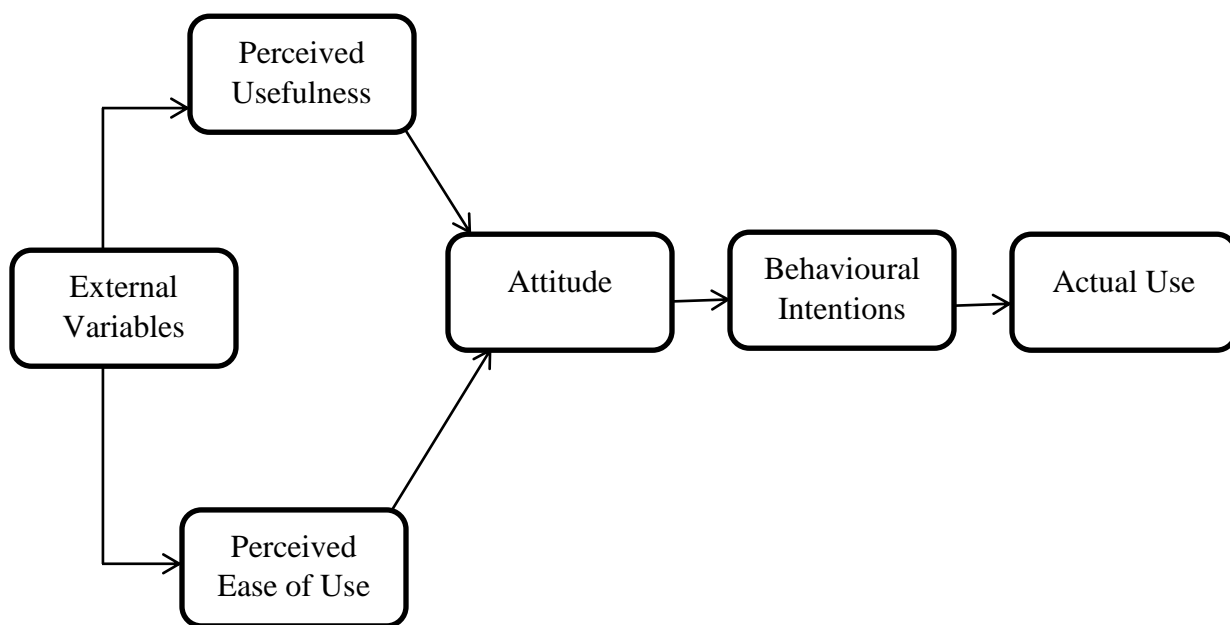 Perceived
Usefulness
External
Variables
Attitude
Behavioural
Intentions
Actual Use
Perceived
Ease of Use